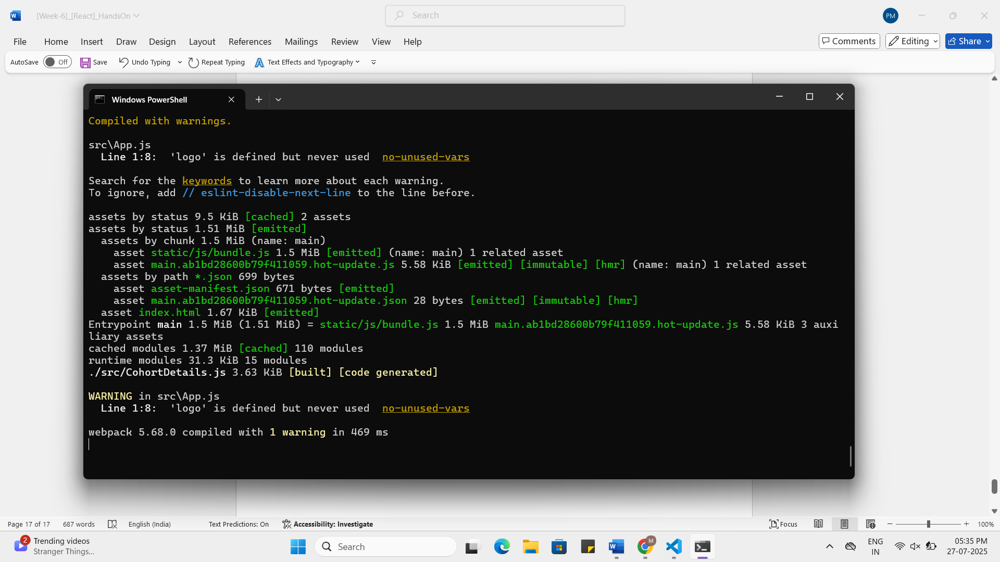 [Week-6]_[React]_HandsOn
Search
PM
File Home Insert Draw Design Layout References Mailings Review View Help
Comments Editing Share
AutoSave Off Save Undo Typing Repeat Typing Text Effects and Typography
Windows PowerShell
Compiled with warnings.
src\App.js
Line 1:8: 'logo' is defined but never used no-unused-vars
Search for the keywords to learn more about each warning.
To ignore, add // eslint-disable-next-line to the line before.
assets by status 9.5 KiB [cached] 2 assets
assets by status 1.51 MiB [emitted]
assets by chunk 1.5 MiB (name: main)
asset static/js/bundle.js 1.5 MiB [emitted] (name: main) 1 related asset
asset main.ab1bd28600b79f411059.hot-update.js 5.58 KiB [emitted] [immutable] [hmr] (name: main) 1 related asset
assets by path *.json 699 bytes
asset asset-manifest.json 671 bytes [emitted]
asset main.ab1bd28600b79f411059.hot-update.json 28 bytes [emitted] [immutable] [hmr]
asset index.html 1.67 KiB [emitted]
Entrypoint main 1.5 MiB (1.51 MiB) = static/js/bundle.js 1.5 MiB main.ab1bd28600b79f411059.hot-update.js 5.58 KiB 3 auxi
liary assets
cached modules 1.37 MiB [cached] 110 modules
runtime modules 31.3 KiB 15 modules
./src/CohortDetails.js 3.63 KiB [built] [code generated]
WARNING in src\App.js
Line 1:8: 'logo' is defined but never used no-unused-vars
webpack 5.68.0 compiled with 1 warning in 469 ms
Page 17 of 17 687 words English (India) Text Predictions: On Accessibility: Investigate Focus 100%
2
Trending videos
Stranger Things...
Search
M
ENG
IN
05:35 PM
27-07-2025